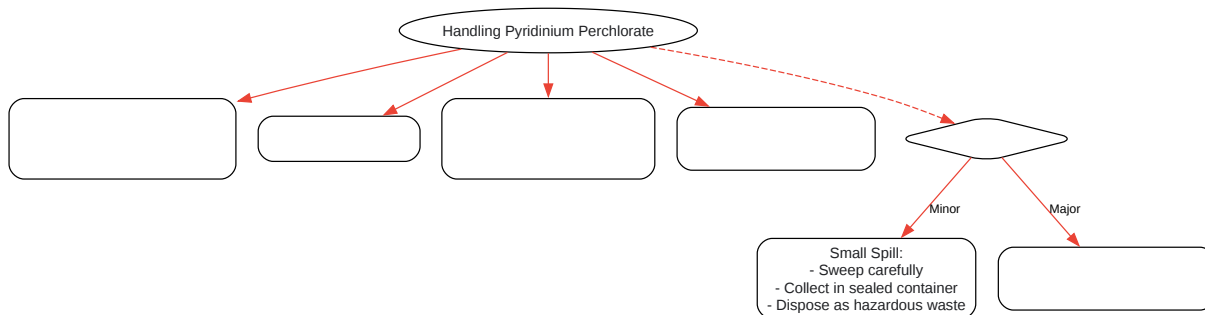 Handling Pyridinium Perchlorate
Minor
Major
Small Spill:
- Sweep carefully
- Collect in sealed container
- Dispose as hazardous waste